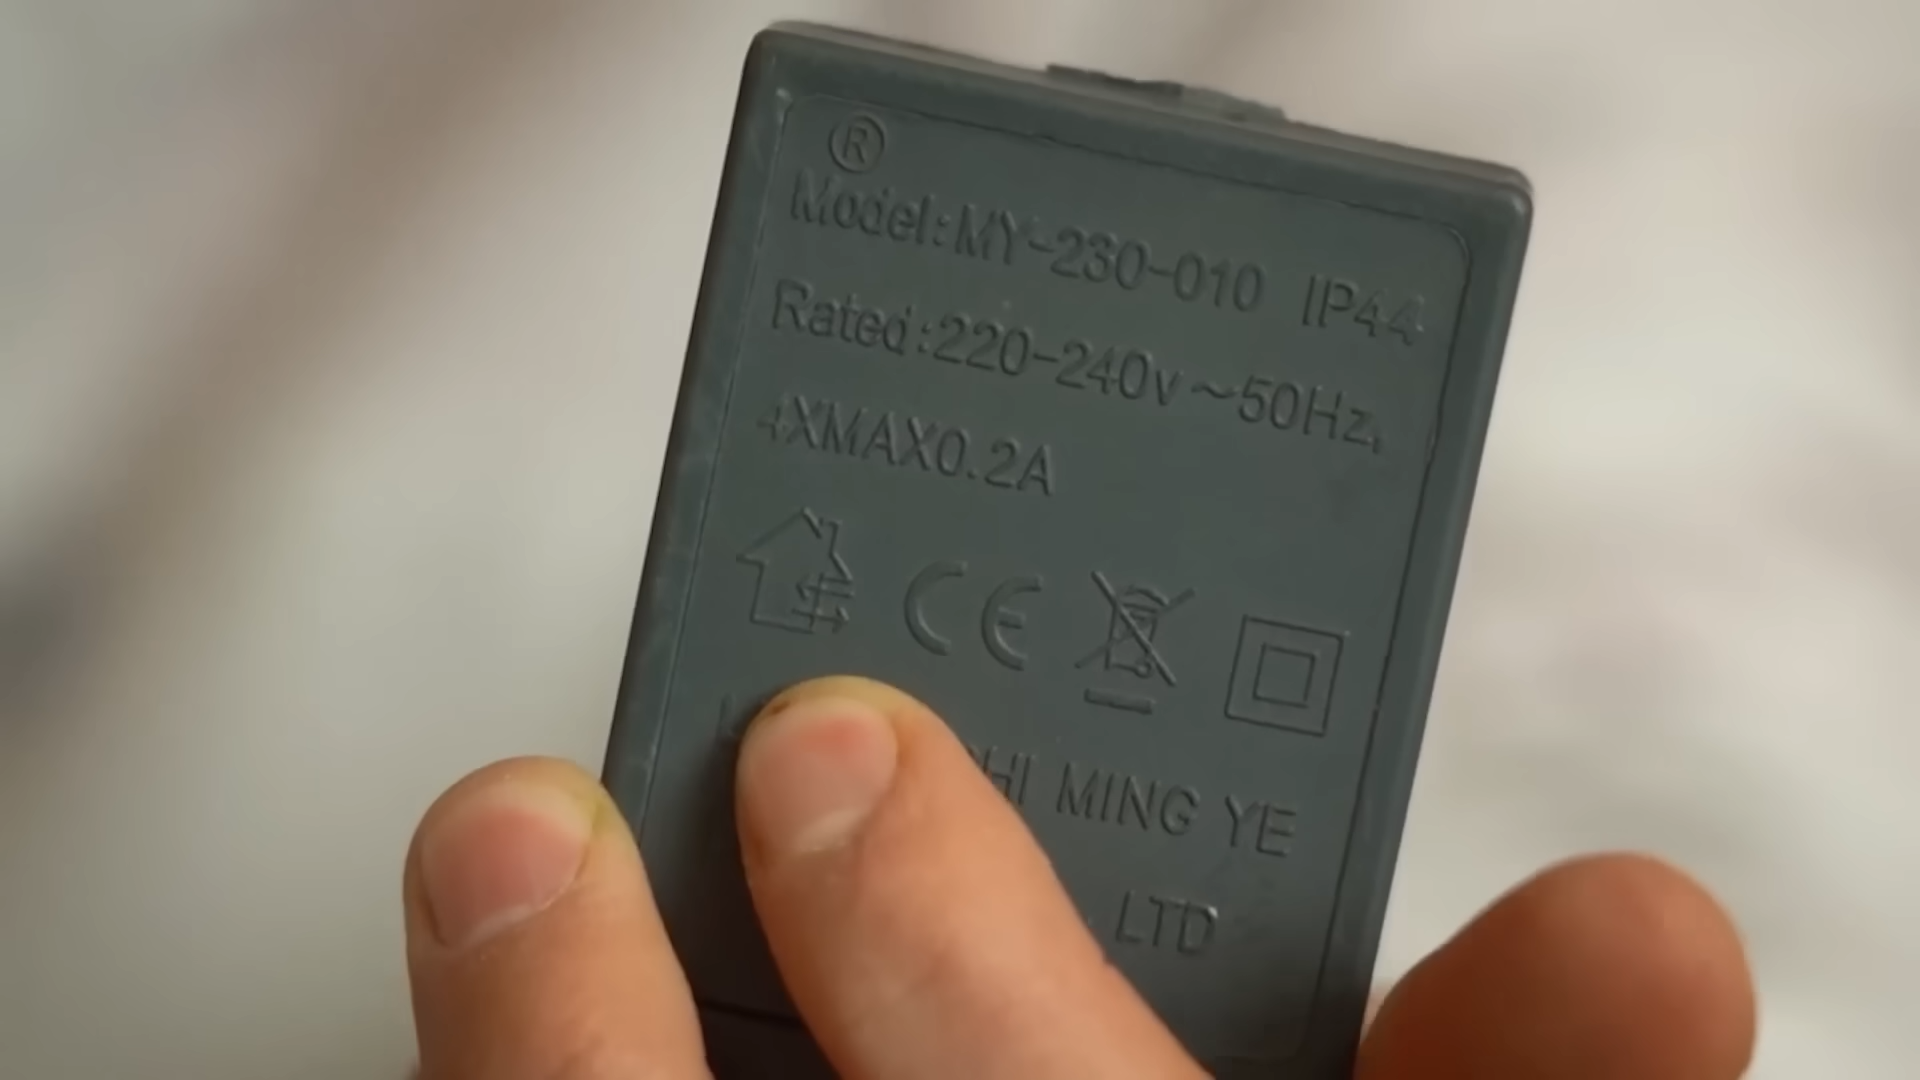 ®
Model:MY-230-010 IP44
Rated:220-240v~50Hz,
4XMAX0.2A
CE
MING YE
LTD